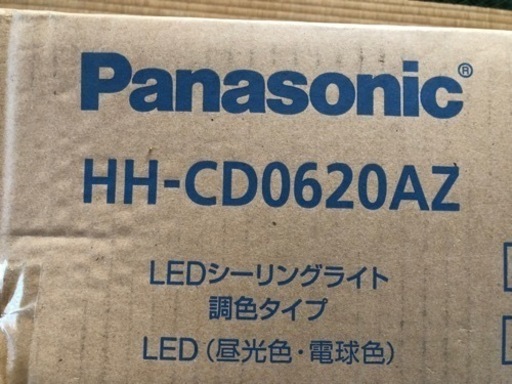 Panasonic®
HH-CD0620AZ
LEDシーリングライト
調色タイプ
LED（昼光色・電球色）